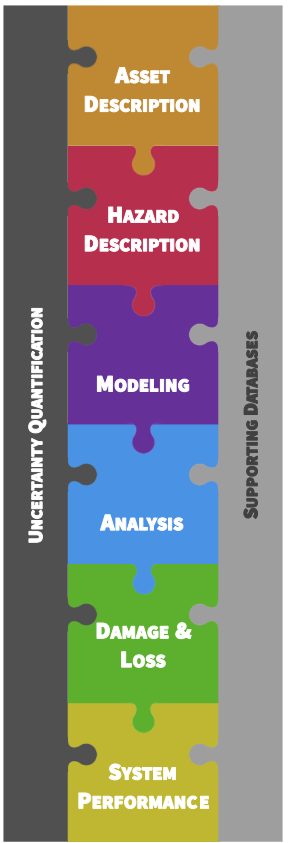 Asset
Description
Hazard
Description
Modeling
Analysis
Damage &
Loss
System
Performance
Uncertainty Quantification
Supporting Databases